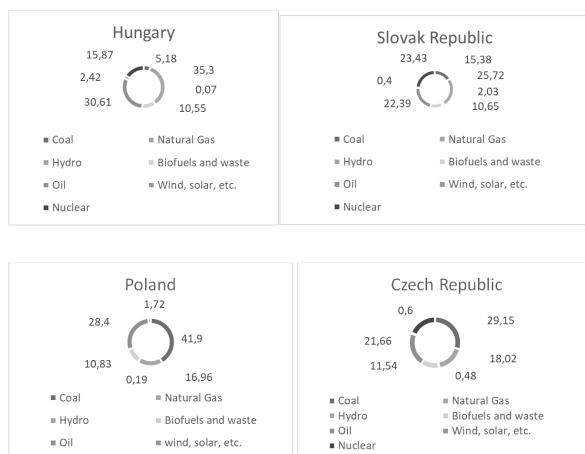 Hungary
15,87
5,18
2,42
35,3
0,07
30,61
10,55
■ Coal
■ Natural Gas
■ Hydro
■ Biofuels and waste
■ Oil
■ Wind, solar, etc.
■ Nuclear
Slovak Republic
23,43
15,38
0,4
25,72
2,03
22,39
10,65
■ Coal
■ Natural Gas
■ Hydro
■ Biofuels and waste
■ Oil
■ Wind, solar, etc.
■ Nuclear
Poland
1,72
28,4
41,9
10,83
0,19
16,96
■ Coal
■ Natural Gas
■ Hydro
■ Biofuels and waste
■ Oil
■ wind, solar, etc.
Czech Republic
0,6
29,15
21,66
11,54
18,02
0,48
■ Coal
■ Natural Gas
■ Hydro
■ Biofuels and waste
■ Oil
■ Wind, solar, etc.
■ Nuclear